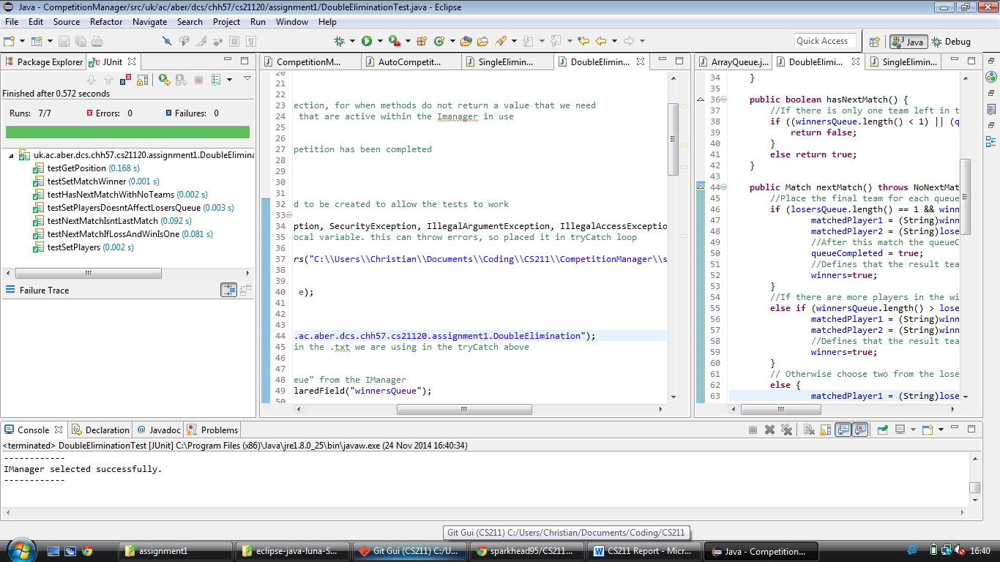 Java - CompetitionManager/src/uk/ac/aber/dcs/chh57/cs21120/assignment1/DoubleEliminationTest.java - Eclipse
File Edit Source Refactor Navigate Search Project Run Window Help
Quick Access Java Debug
Package Explorer JUnit
Finished after 0.572 seconds
Runs: 7/7 Errors: 0 Failures: 0
uk.ac.aber.dcs.chh57.cs21120.assignment1.DoubleElimina
testGetPosition (0.168 s)
testSetMatchWinner (0.001 s)
testHasNextMatchWithNoTeams (0.002 s)
testSetPlayersDoesntAffectLosersQueue (0.003 s)
testNextMatchIsntLastMatch (0.092 s)
testNextMatchIfLossAndWinIsOne (0.081 s)
testSetPlayers (0.002 s)
Failure Trace
CompetitionM... AutoCompetit... SingleElimin... DoubleElimin...
20
21
22
23 ection, for when methods do not return a value that we need
24 that are active within the Imanager in use
25
26
27 petition has been completed
28
29
30
31
32 d to be created to allow the tests to work
33
34 ption, SecurityException, IllegalArgumentException, IllegalAccessExceptio
35 ocal variable. this can throw errors, so placed it in tryCatch loop
36
37 rs("C:\\Users\\Christian\\Documents\\Coding\\CS211\\CompetitionManager\\s
38
39
40 e);
41
42
43
44 .ac.aber.dcs.chh57.cs21120.assignment1.DoubleElimination");
45 in the .txt we are using in the tryCatch above
46
47
48 eue" from the IManager
49 laredField("winnersQueue");
50
ArrayQueue.j... DoubleElimi... SingleElimin...
34 }
35
36 public boolean hasNextMatch() {
37 //If there is only one team left in t
38 if ((winnersQueue.length() < 1) || (q
39 return false;
40 }
41 else return true;
42 }
43
44 public Match nextMatch() throws NoNextMat
45 //Place the final team for each queue
46 if (losersQueue.length() == 1 && winn
47 matchedPlayer1 = (String)winn
48 matchedPlayer2 = (String)lose
49 //After this match the queueC
50 queueCompleted = true;
51 //Defines that the result tea
52 winners=true;
53 }
54 //If there are more players in the wi
55 else if (winnersQueue.length() > lose
56 matchedPlayer1 = (String)winn
57 matchedPlayer2 = (String)winn
58 //Defines that the result tea
59 winners=true;
60 }
61 // Otherwise choose two from the lose
62 else {
63 matchedPlayer1 = (String)lose
Console Declaration @ Javadoc Problems
<terminated> DoubleEliminationTest [JUnit] C:\Program Files (x86)\Java\jre1.8.0_25\bin\javaw.exe (24 Nov 2014 16:40:34)
------------
IManager selected successfully.
------------
Git Gui (CS211) C:/Users/Christian/Documents/Coding/CS211
assignment1 eclipse-java-luna-S... Git Gui (CS211) C:/U... sparkhead95/CS211... CS211 Report - Micr... Java - Competition... 16:40